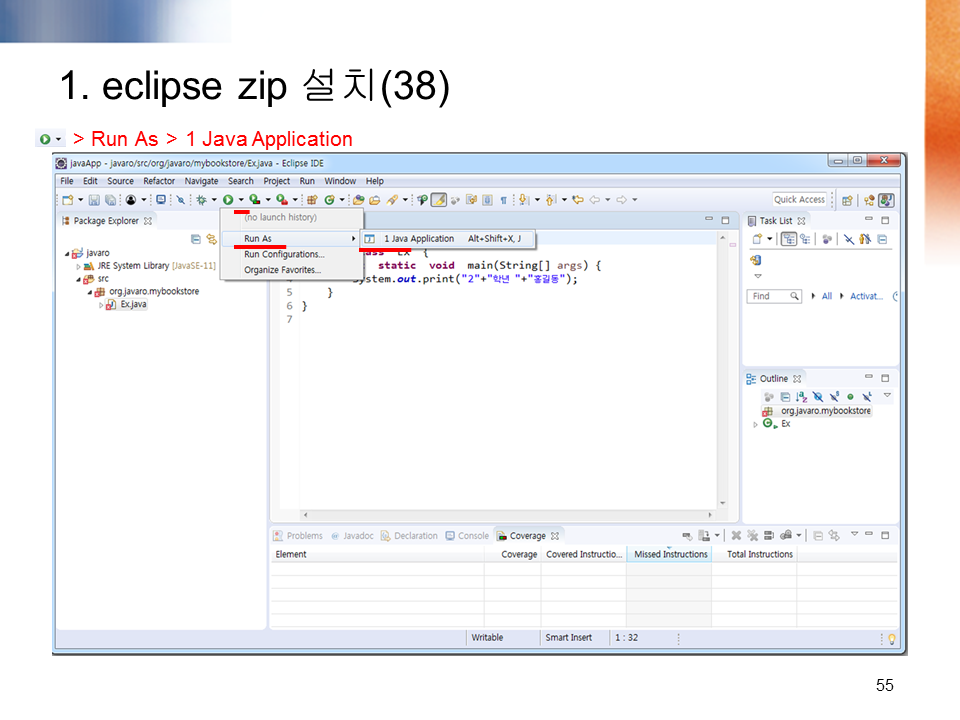 1. eclipse zip 설치(38)
> Run As > 1 Java Application
javaApp - javaro/src/org/javaro/mybookstore/Ex.java - Eclipse IDE
File Edit Source Refactor Navigate Search Project Run Window Help
Quick Access
Package Explorer
(no launch history)
Task List
Run As
1 Java Application Alt+Shift+X, J
javaro
Run Configurations...
JRE System Library [JavaSE-11]
static void main(String[] args) {
Organize Favorites...
src
System.out.print("2"+"학년 "+"홍길동");
org.javaro.mybookstore
5 }
Find All Activat...
Ex.java
6 }
7
Outline
org.javaro.mybookstore
Ex
Problems Javadoc Declaration Console Coverage
Element Coverage Covered Instructio... Missed Instructions Total Instructions
Writable Smart Insert 1 : 32
55